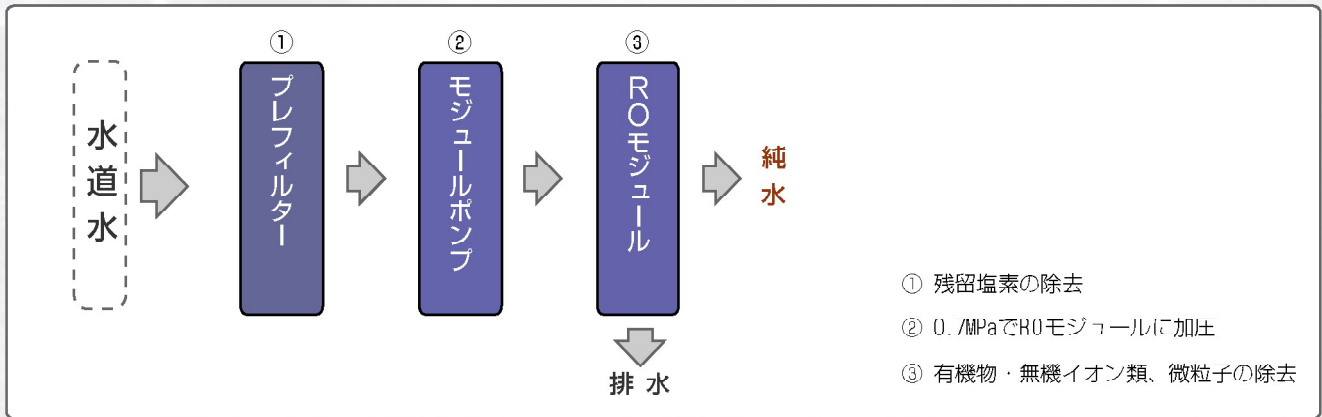 水道水
①
プレフィルター
②
モジュールポンプ
③
ROモジュール
純水
排水
① 残留塩素の除去
② 0.7MPaでROモジュールに加圧
③ 有機物・無機イオン類、微粒子の除去